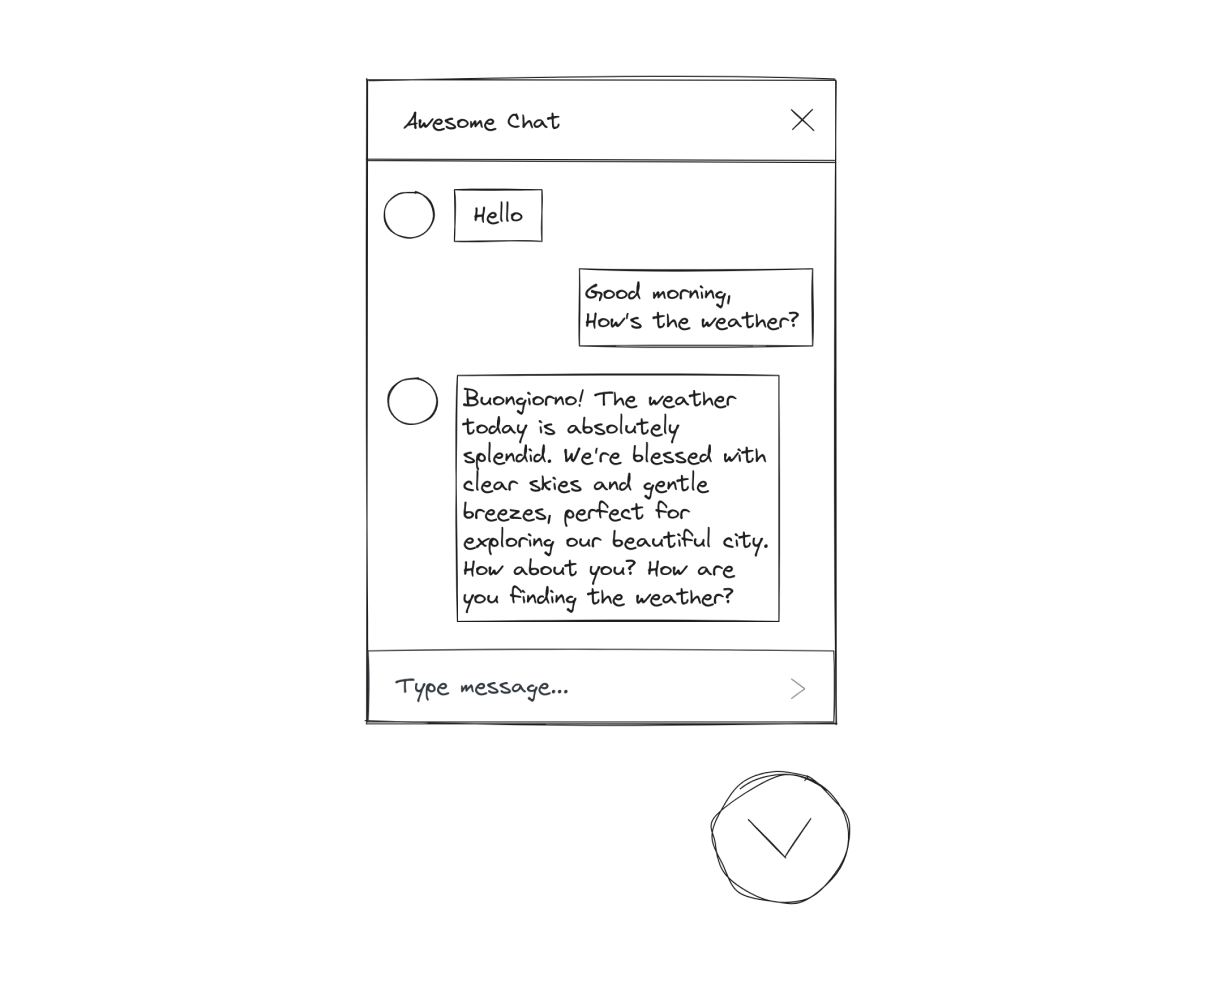 Awesome Chat
Hello
Good morning,
How's the weather?
Buongiorno! The weather
today is absolutely
splendid. We're blessed with
clear skies and gentle
breezes, perfect for
exploring our beautiful city.
How about you? How are
you finding the weather?
Type message...